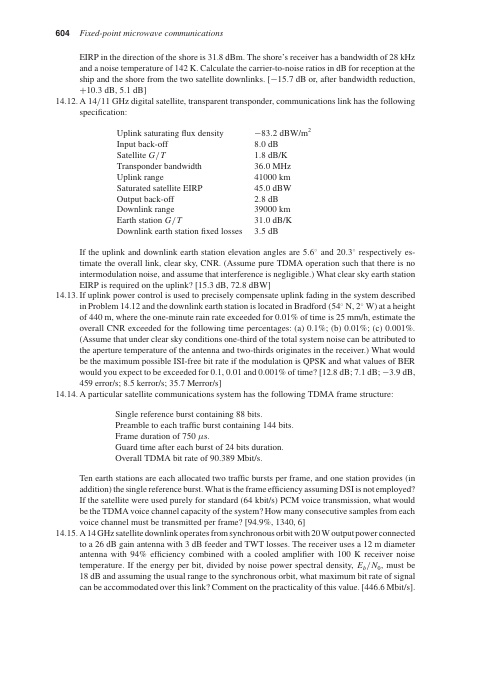 604 Fixed-point microwave communications
EIRP in the direction of the shore is 31.8 dBm. The shore's receiver has a bandwidth of 28 kHz
and a noise temperature of 142 K. Calculate the carrier-to-noise ratios in dB for reception at the
ship and the shore from the two satellite downlinks. [−15.7 dB or, after bandwidth reduction,
+10.3 dB, 5.1 dB]
14.12. A 14/11 GHz digital satellite, transparent transponder, communications link has the following
specification:
Uplink saturating flux density −83.2 dBW/m²
Input back-off 8.0 dB
Satellite G/T 1.8 dB/K
Transponder bandwidth 36.0 MHz
Uplink range 41000 km
Saturated satellite EIRP 45.0 dBW
Output back-off 2.8 dB
Downlink range 39000 km
Earth station G/T 31.0 dB/K
Downlink earth station fixed losses 3.5 dB
If the uplink and downlink earth station elevation angles are 5.6° and 20.3° respectively es-
timate the overall link, clear sky, CNR. (Assume pure TDMA operation such that there is no
intermodulation noise, and assume that interference is negligible.) What clear sky earth station
EIRP is required on the uplink? [15.3 dB, 72.8 dBW]
14.13. If uplink power control is used to precisely compensate uplink fading in the system described
in Problem 14.12 and the downlink earth station is located in Bradford (54° N, 2° W) at a height
of 440 m, where the one-minute rain rate exceeded for 0.01% of time is 25 mm/h, estimate the
overall CNR exceeded for the following time percentages: (a) 0.1%; (b) 0.01%; (c) 0.001%.
(Assume that under clear sky conditions one-third of the total system noise can be attributed to
the aperture temperature of the antenna and two-thirds originates in the receiver.) What would
be the maximum possible ISI-free bit rate if the modulation is QPSK and what values of BER
would you expect to be exceeded for 0.1, 0.01 and 0.001% of time? [12.8 dB; 7.1 dB; −3.9 dB,
459 error/s; 8.5 kerror/s; 35.7 Merror/s]
14.14. A particular satellite communications system has the following TDMA frame structure:
Single reference burst containing 88 bits.
Preamble to each traffic burst containing 144 bits.
Frame duration of 750 μs.
Guard time after each burst of 24 bits duration.
Overall TDMA bit rate of 90.389 Mbit/s.
Ten earth stations are each allocated two traffic bursts per frame, and one station provides (in
addition) the single reference burst. What is the frame efficiency assuming DSI is not employed?
If the satellite were used purely for standard (64 kbit/s) PCM voice transmission, what would
be the TDMA voice channel capacity of the system? How many consecutive samples from each
voice channel must be transmitted per frame? [94.9%, 1340, 6]
14.15. A 14 GHz satellite downlink operates from synchronous orbit with 20 W output power connected
to a 26 dB gain antenna with 3 dB feeder and TWT losses. The receiver uses a 12 m diameter
antenna with 94% efficiency combined with a cooled amplifier with 100 K receiver noise
temperature. If the energy per bit, divided by noise power spectral density, Eb/N0, must be
18 dB and assuming the usual range to the synchronous orbit, what maximum bit rate of signal
can be accommodated over this link? Comment on the practicality of this value. [446.6 Mbit/s].